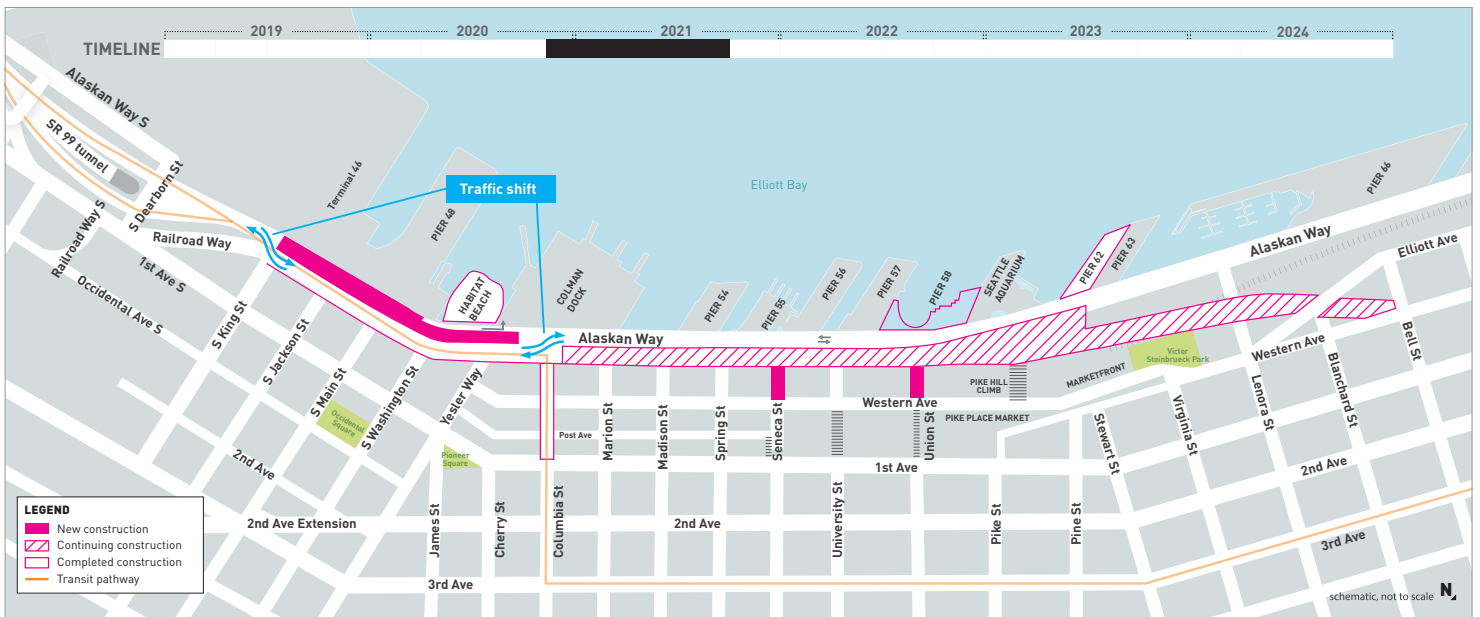 2019
2020
2021
2022
2023
2024
TIMELINE
Alaskan Way S
SR 99 tunnel
S Dearborn St
Railroad Way S
Railroad Way
1st Ave S
Occidental Ave S
Terminal 46
Traffic shift
PIER 48
Elliott Bay
PIER 66
HABITAT
BEACH
COLMAN
DOCK
PIER 54
PIER 55
PIER 56
PIER 57
PIER 58
SEATTLE
AQUARIUM
PIER 62
PIER 63
Alaskan Way
Elliott Ave
Alaskan Way
S King St
S Jackson St
S Main St
S Washington St
Yesler Way
Occidental
Square
Pioneer
Square
2nd Ave
Post Ave
Marion St
Madison St
Spring St
Seneca St
Western Ave
Union St
PIKE HILL
CLIMB
MARKETFRONT
PIKE PLACE MARKET
Victor
Steinbrueck Park
Western Ave
Bell St
Blanchard St
Lenora St
Virginia St
Stewart St
1st Ave
2nd Ave
2nd Ave Extension
James St
Cherry St
Columbia St
2nd Ave
University St
Pike St
Pine St
3rd Ave
3rd Ave
LEGEND
New construction
Continuing construction
Completed construction
Transit pathway
schematic, not to scale
N